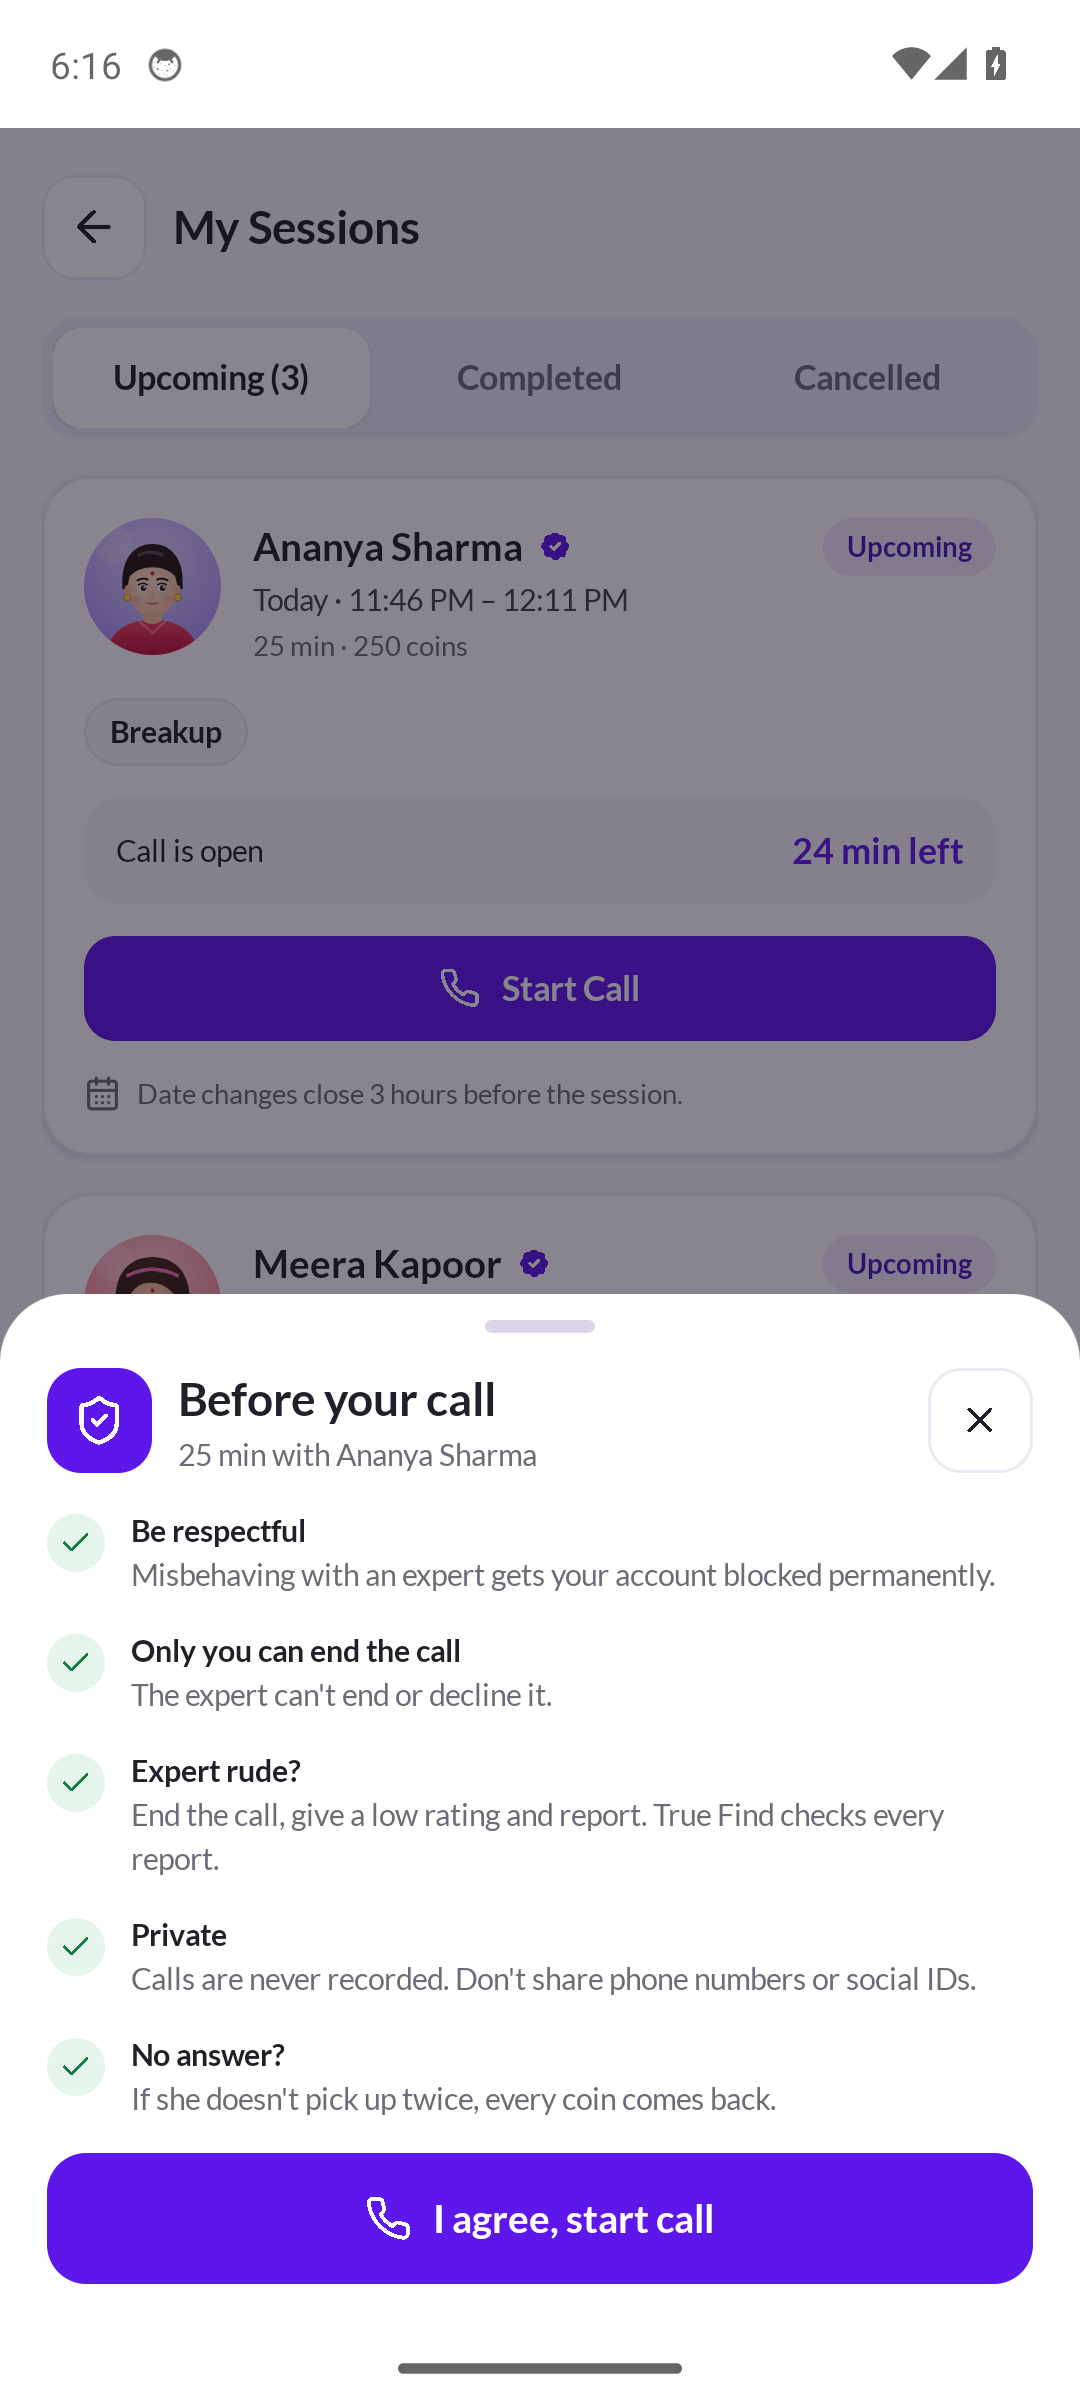 6:16
My Sessions
Upcoming (3)
Completed
Cancelled
Ananya Sharma
Upcoming
Today · 11:46 PM – 12:11 PM
25 min · 250 coins
Breakup
Call is open
24 min left
Start Call
Date changes close 3 hours before the session.
Meera Kapoor
Upcoming
Before your call
25 min with Ananya Sharma
Be respectful
Misbehaving with an expert gets your account blocked permanently.
Only you can end the call
The expert can't end or decline it.
Expert rude?
End the call, give a low rating and report. True Find checks every
report.
Private
Calls are never recorded. Don't share phone numbers or social IDs.
No answer?
If she doesn't pick up twice, every coin comes back.
I agree, start call